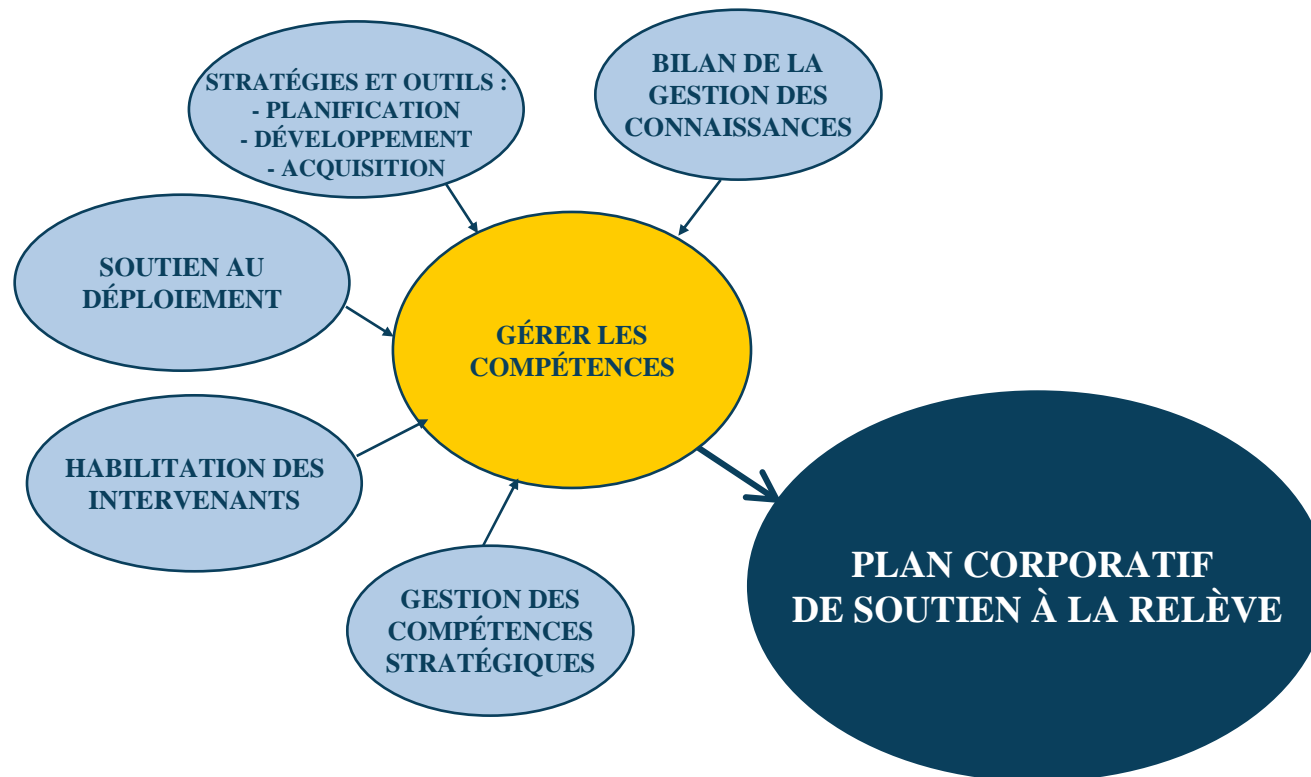 STRATÉGIES ET OUTILS :
- PLANIFICATION
- DÉVELOPPEMENT
- ACQUISITION
BILAN DE LA
GESTION DES
CONNAISSANCES
SOUTIEN AU
DÉPLOIEMENT
GÉRER LES
COMPÉTENCES
HABILITATION DES
INTERVENANTS
GESTION DES
COMPÉTENCES
STRATÉGIQUES
PLAN CORPORATIF
DE SOUTIEN À LA RELÈVE